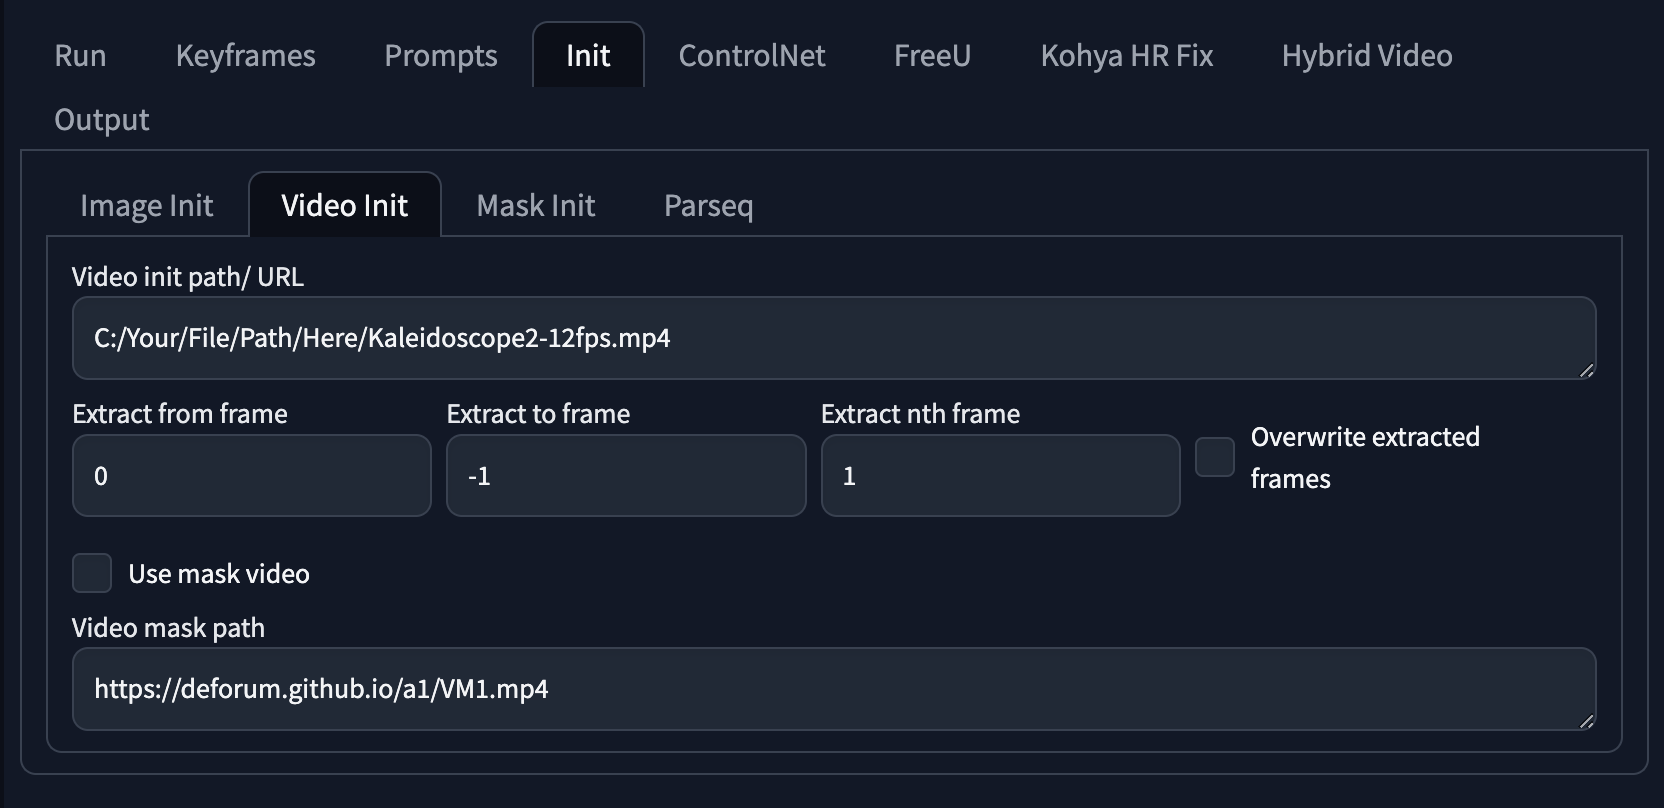 Run Keyframes Prompts Init ControlNet FreeU Kohya HR Fix Hybrid Video
Output
Image Init Video Init Mask Init Parseq
Video init path/ URL
C:/Your/File/Path/Here/Kaleidoscope2-12fps.mp4
Extract from frame Extract to frame Extract nth frame
Overwrite extracted
frames
0 -1 1
Use mask video
Video mask path
https://deforum.github.io/a1/VM1.mp4